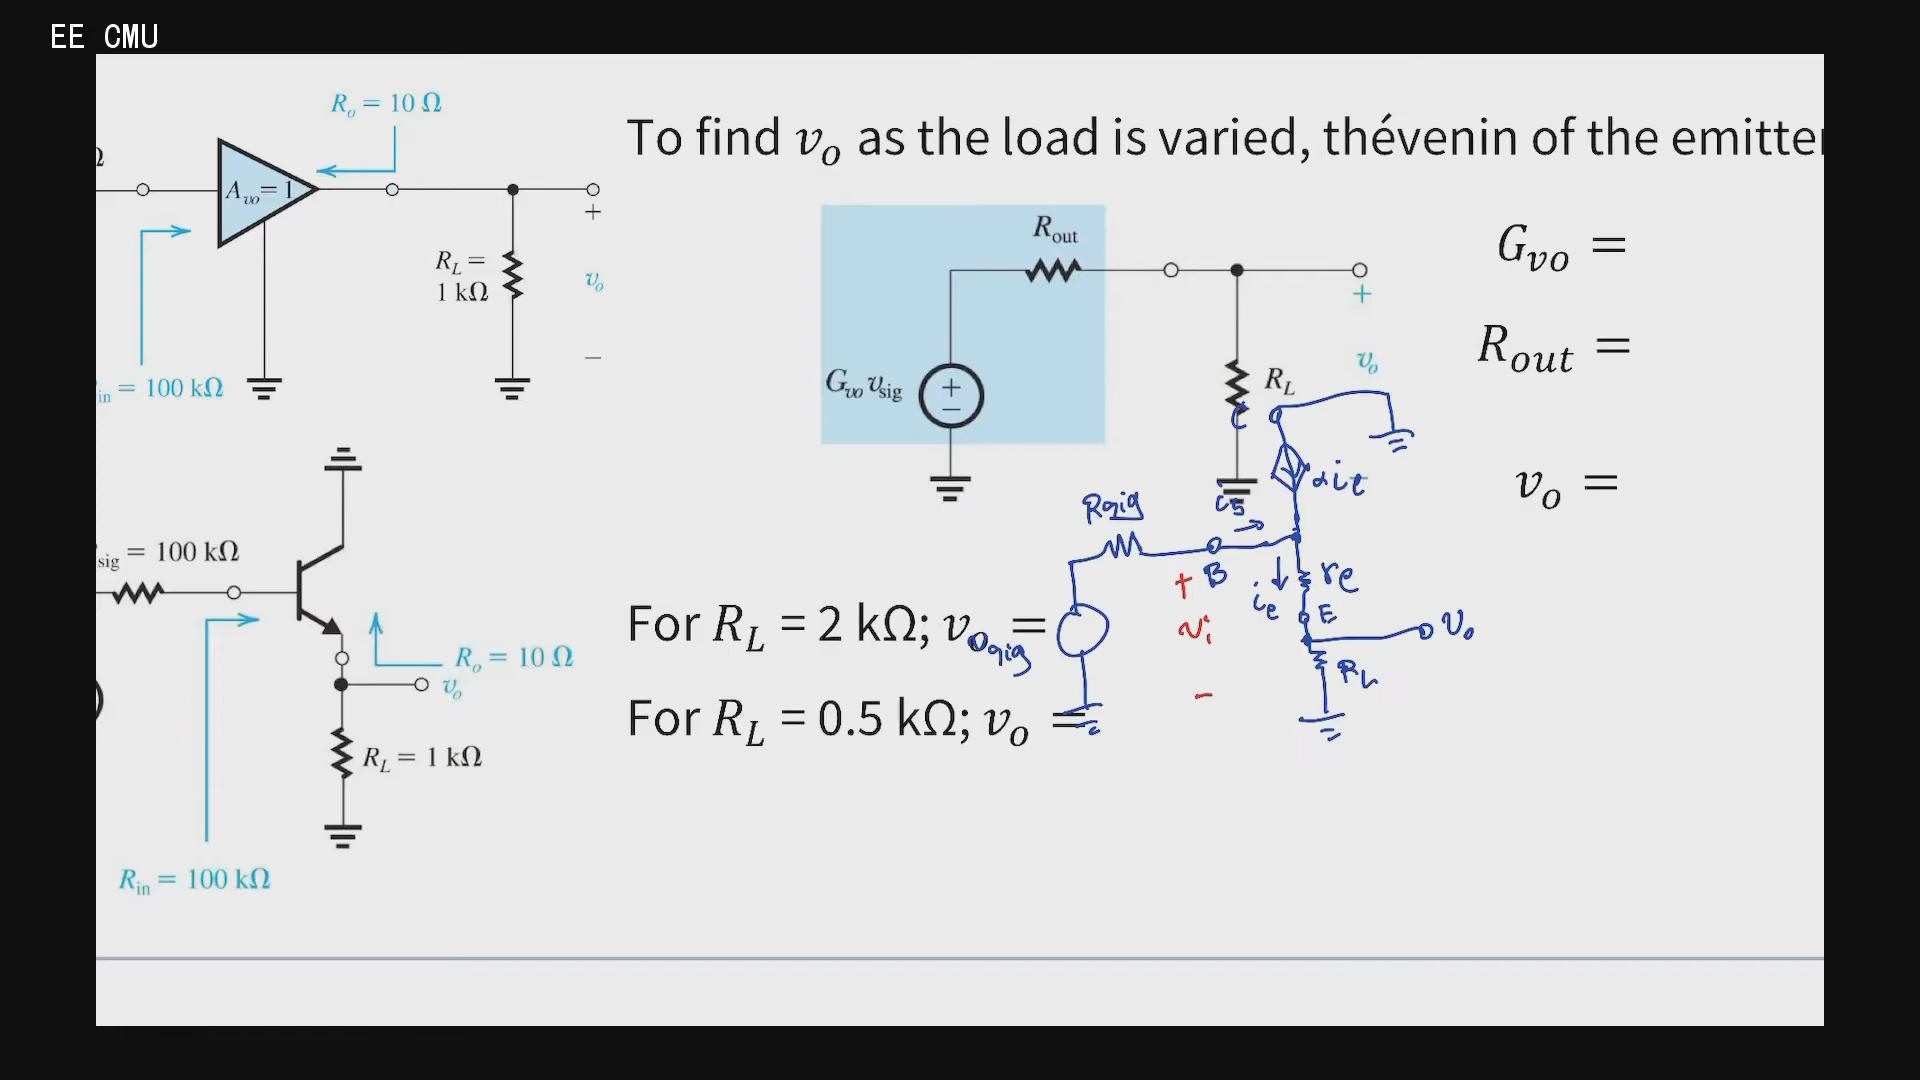 EE CMU
R_o = 10 Ω
To find v_o as the load is varied, thévenin of the emitter
Ω
A_vo = 1
R_out
G_vo =
+
R_L =
1 kΩ
v_o
+
R_out =
−
G_vo v_sig
+
−
R_L
v_o
_in = 100 kΩ
C
αie
v_o =
Rsig
ib
_sig = 100 kΩ
+
B
ie
re
E
For R_L = 2 kΩ; v_o =
vi
vo
R_o = 10 Ω
vsig
v_o
RL
−
For R_L = 0.5 kΩ; v_o =
R_L = 1 kΩ
R_in = 100 kΩ